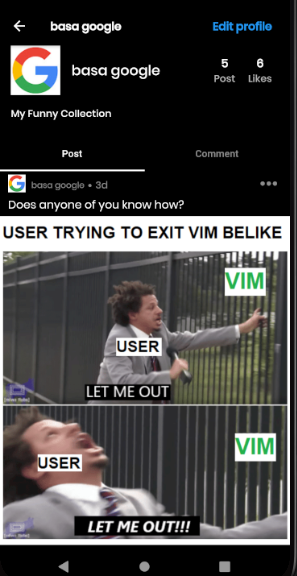 basa google
Edit profile
basa google
5
6
Post
Likes
My Funny Collection
Post
Comment
basa google • 3d
Does anyone of you know how?
USER TRYING TO EXIT VIM BELIKE
VIM
USER
LET ME OUT
VIM
USER
LET ME OUT!!!